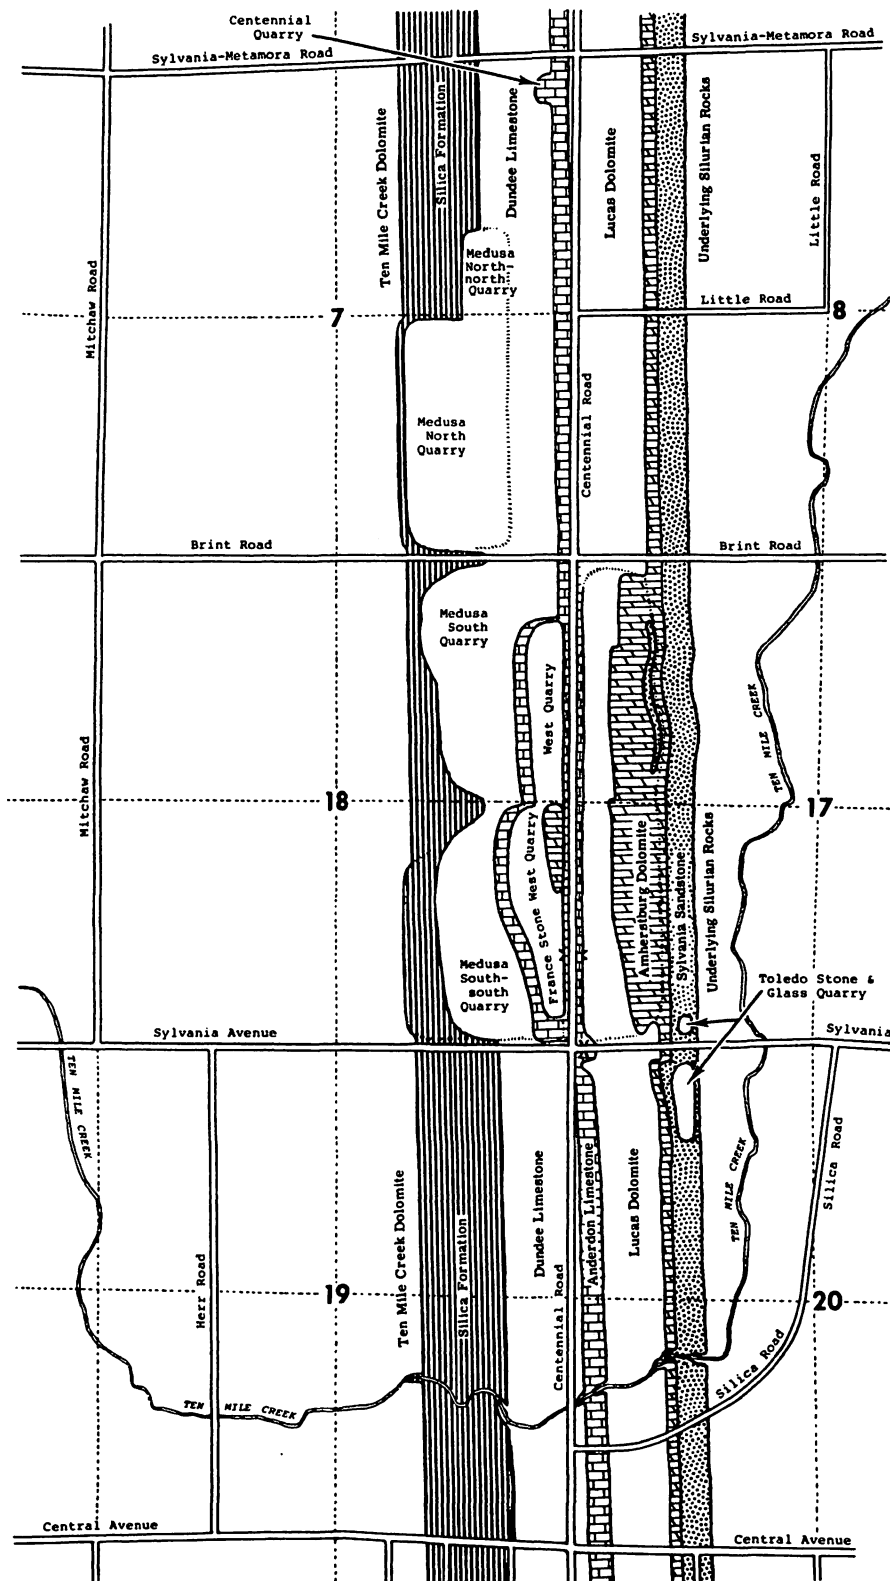 Centennial
Quarry
Sylvania-Metamora Road
Sylvania-Metamora Road
Ten Mile Creek Dolomite
Silica Formation
Dundee Limestone
Lucas Dolomite
Underlying Silurian Rocks
Little Road
Mitchaw Road
Medusa
North-
north
Quarry
Little Road
7
8
Medusa
North
Quarry
Centennial Road
Brint Road
Brint Road
Medusa
South
Quarry
West Quarry
TEN MILE CREEK
Mitchaw Road
18
17
France Stone West Quarry
Amherstburg Dolomite
Sylvania Sandstone
Underlying Silurian Rocks
Medusa
South-
south
Quarry
Toledo Stone &
Glass Quarry
Sylvania Avenue
Sylvania
TEN MILE CREEK
Silica Road
TEN MILE CREEK
Ten Mile Creek Dolomite
Silica Formation
Dundee Limestone
Anderdon Limestone
Lucas Dolomite
Herr Road
Centennial Road
19
20
Silica Road
TEN MILE CREEK
Central Avenue
Central Avenue